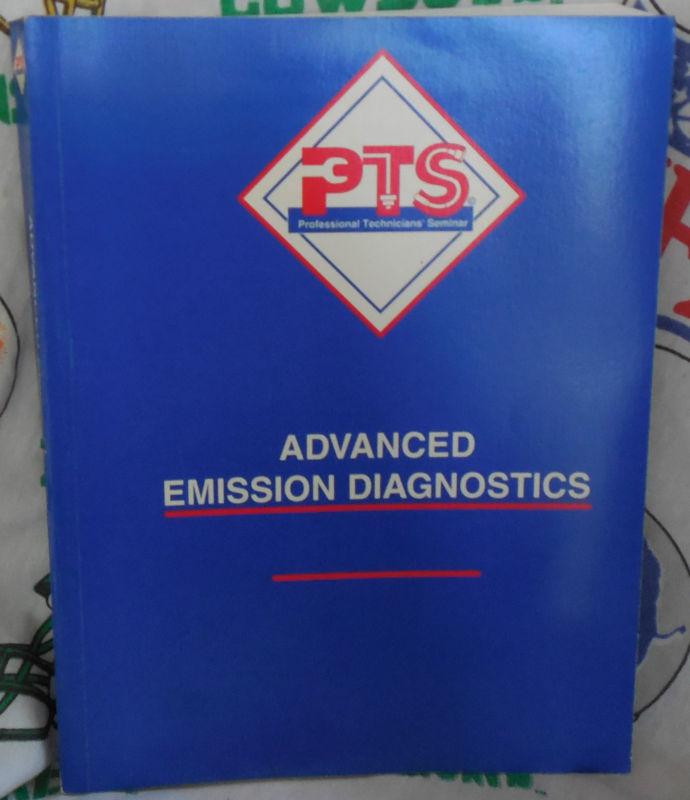 PTS®
Professional Technicians' Seminar
ADVANCED
EMISSION DIAGNOSTICS